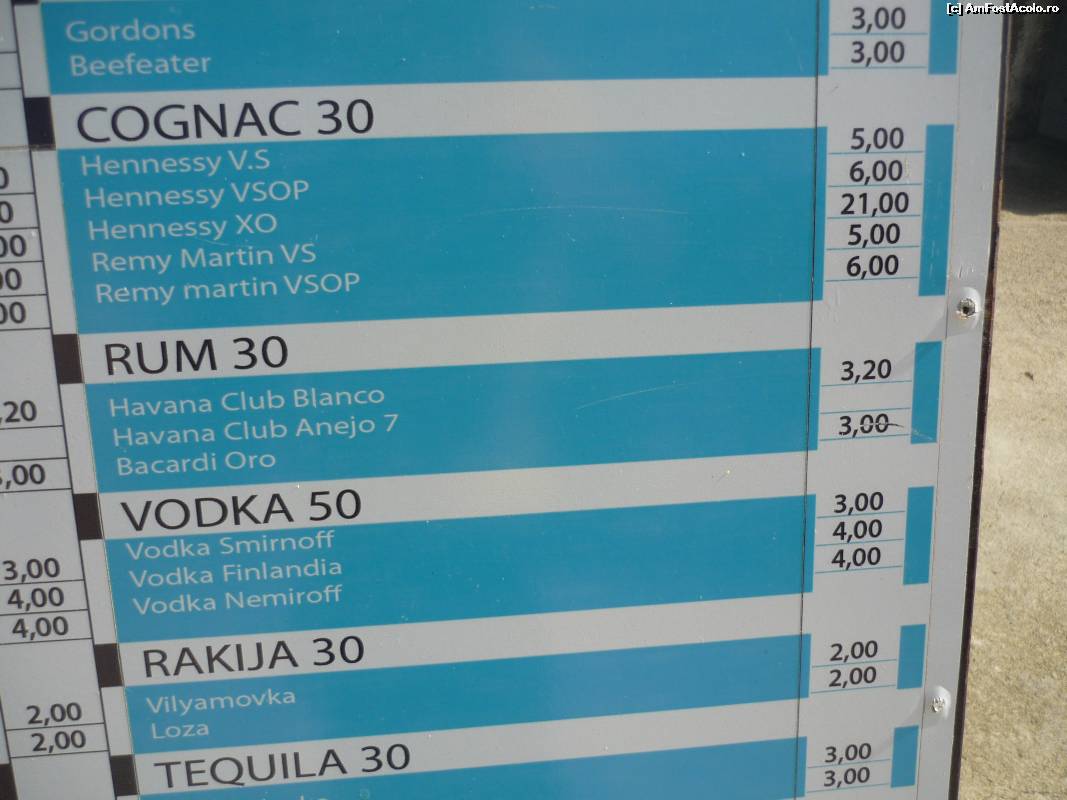 [c] AmFostAcolo.ro
Gordons 3,00
Beefeater 3,00
COGNAC 30
Hennessy V.S 5,00
Hennessy VSOP 6,00
Hennessy XO 21,00
Remy Martin VS 5,00
Remy martin VSOP 6,00
RUM 30
Havana Club Blanco 3,20
Havana Club Anejo 7
,20
Bacardi Oro 3,00
,00
VODKA 50
Vodka Smirnoff 3,00
Vodka Finlandia 4,00
Vodka Nemiroff 4,00
3,00
4,00
4,00
RAKIJA 30
Vilyamovka 2,00
Loza 2,00
2,00
2,00
TEQUILA 30
3,00
3,00